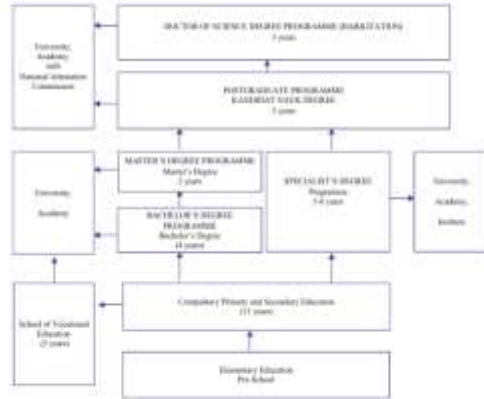 University,
Academy
with
National Attestation
Commission
DOCTOR OF SCIENCE DEGREE PROGRAMME (HABILITATION)
3 years
POSTGRADUATE PROGRAMME
KANDIDAT NAUK DEGREE
3 years
University,
Academy
MASTER'S DEGREE PROGRAMME
Master's Degree
2 years
BACHELOR'S DEGREE
PROGRAMME
Bachelor's Degree
(4 years)
SPECIALIST'S DEGREE
Programme
5-6 years
University,
Academy,
Institute
School of Vocational
Education
Compulsory Primary and Secondary Education
(11 years)
Elementary Education
Pre-School